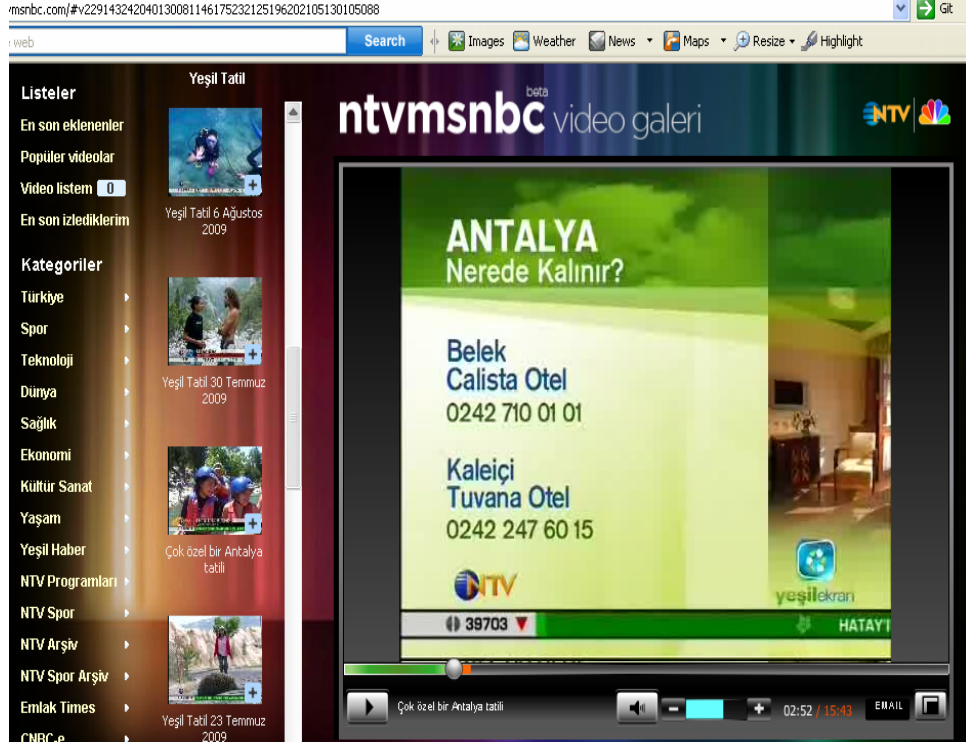 vmsnbc.com/#v22914324204013008114617523212519620210513010508​8
Git
web
Search
Images
Weather
News
Maps
Resize
Highlight
Listeler
En son eklenenler
Popüler videolar
Video listem 0
En son izlediklerim
Kategoriler
Türkiye
Spor
Teknoloji
Dünya
Sağlık
Ekonomi
Kültür Sanat
Yaşam
Yeşil Haber
NTV Programları
NTV Spor
NTV Arşiv
NTV Spor Arşiv
Emlak Times
CNBC-e
Yeşil Tatil
Yeşil Tatil 6 Ağustos
2009
Yeşil Tatil 30 Temmuz
2009
Çok özel bir Antalya
tatili
Yeşil Tatil 23 Temmuz
2009
beta
ntvmsnbc video galeri
NTV
ANTALYA
Nerede Kalınır?
Belek
Calista Otel
0242 710 01 01
Kaleiçi
Tuvana Otel
0242 247 60 15
NTV
yeşilekran
39703
HATAY'I
Çok özel bir Antalya tatili
02:52 / 15:43
EMAIL